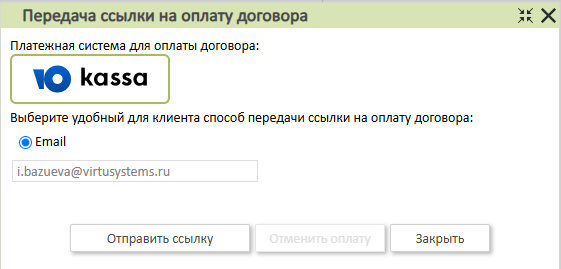 Передача ссылки на оплату договора
Платежная система для оплаты договора:
Ю kassa
Выберите удобный для клиента способ передачи ссылки на оплату договора:
Email
i.bazueva@virtusystems.ru
Отправить ссылку Отменить оплату Закрыть